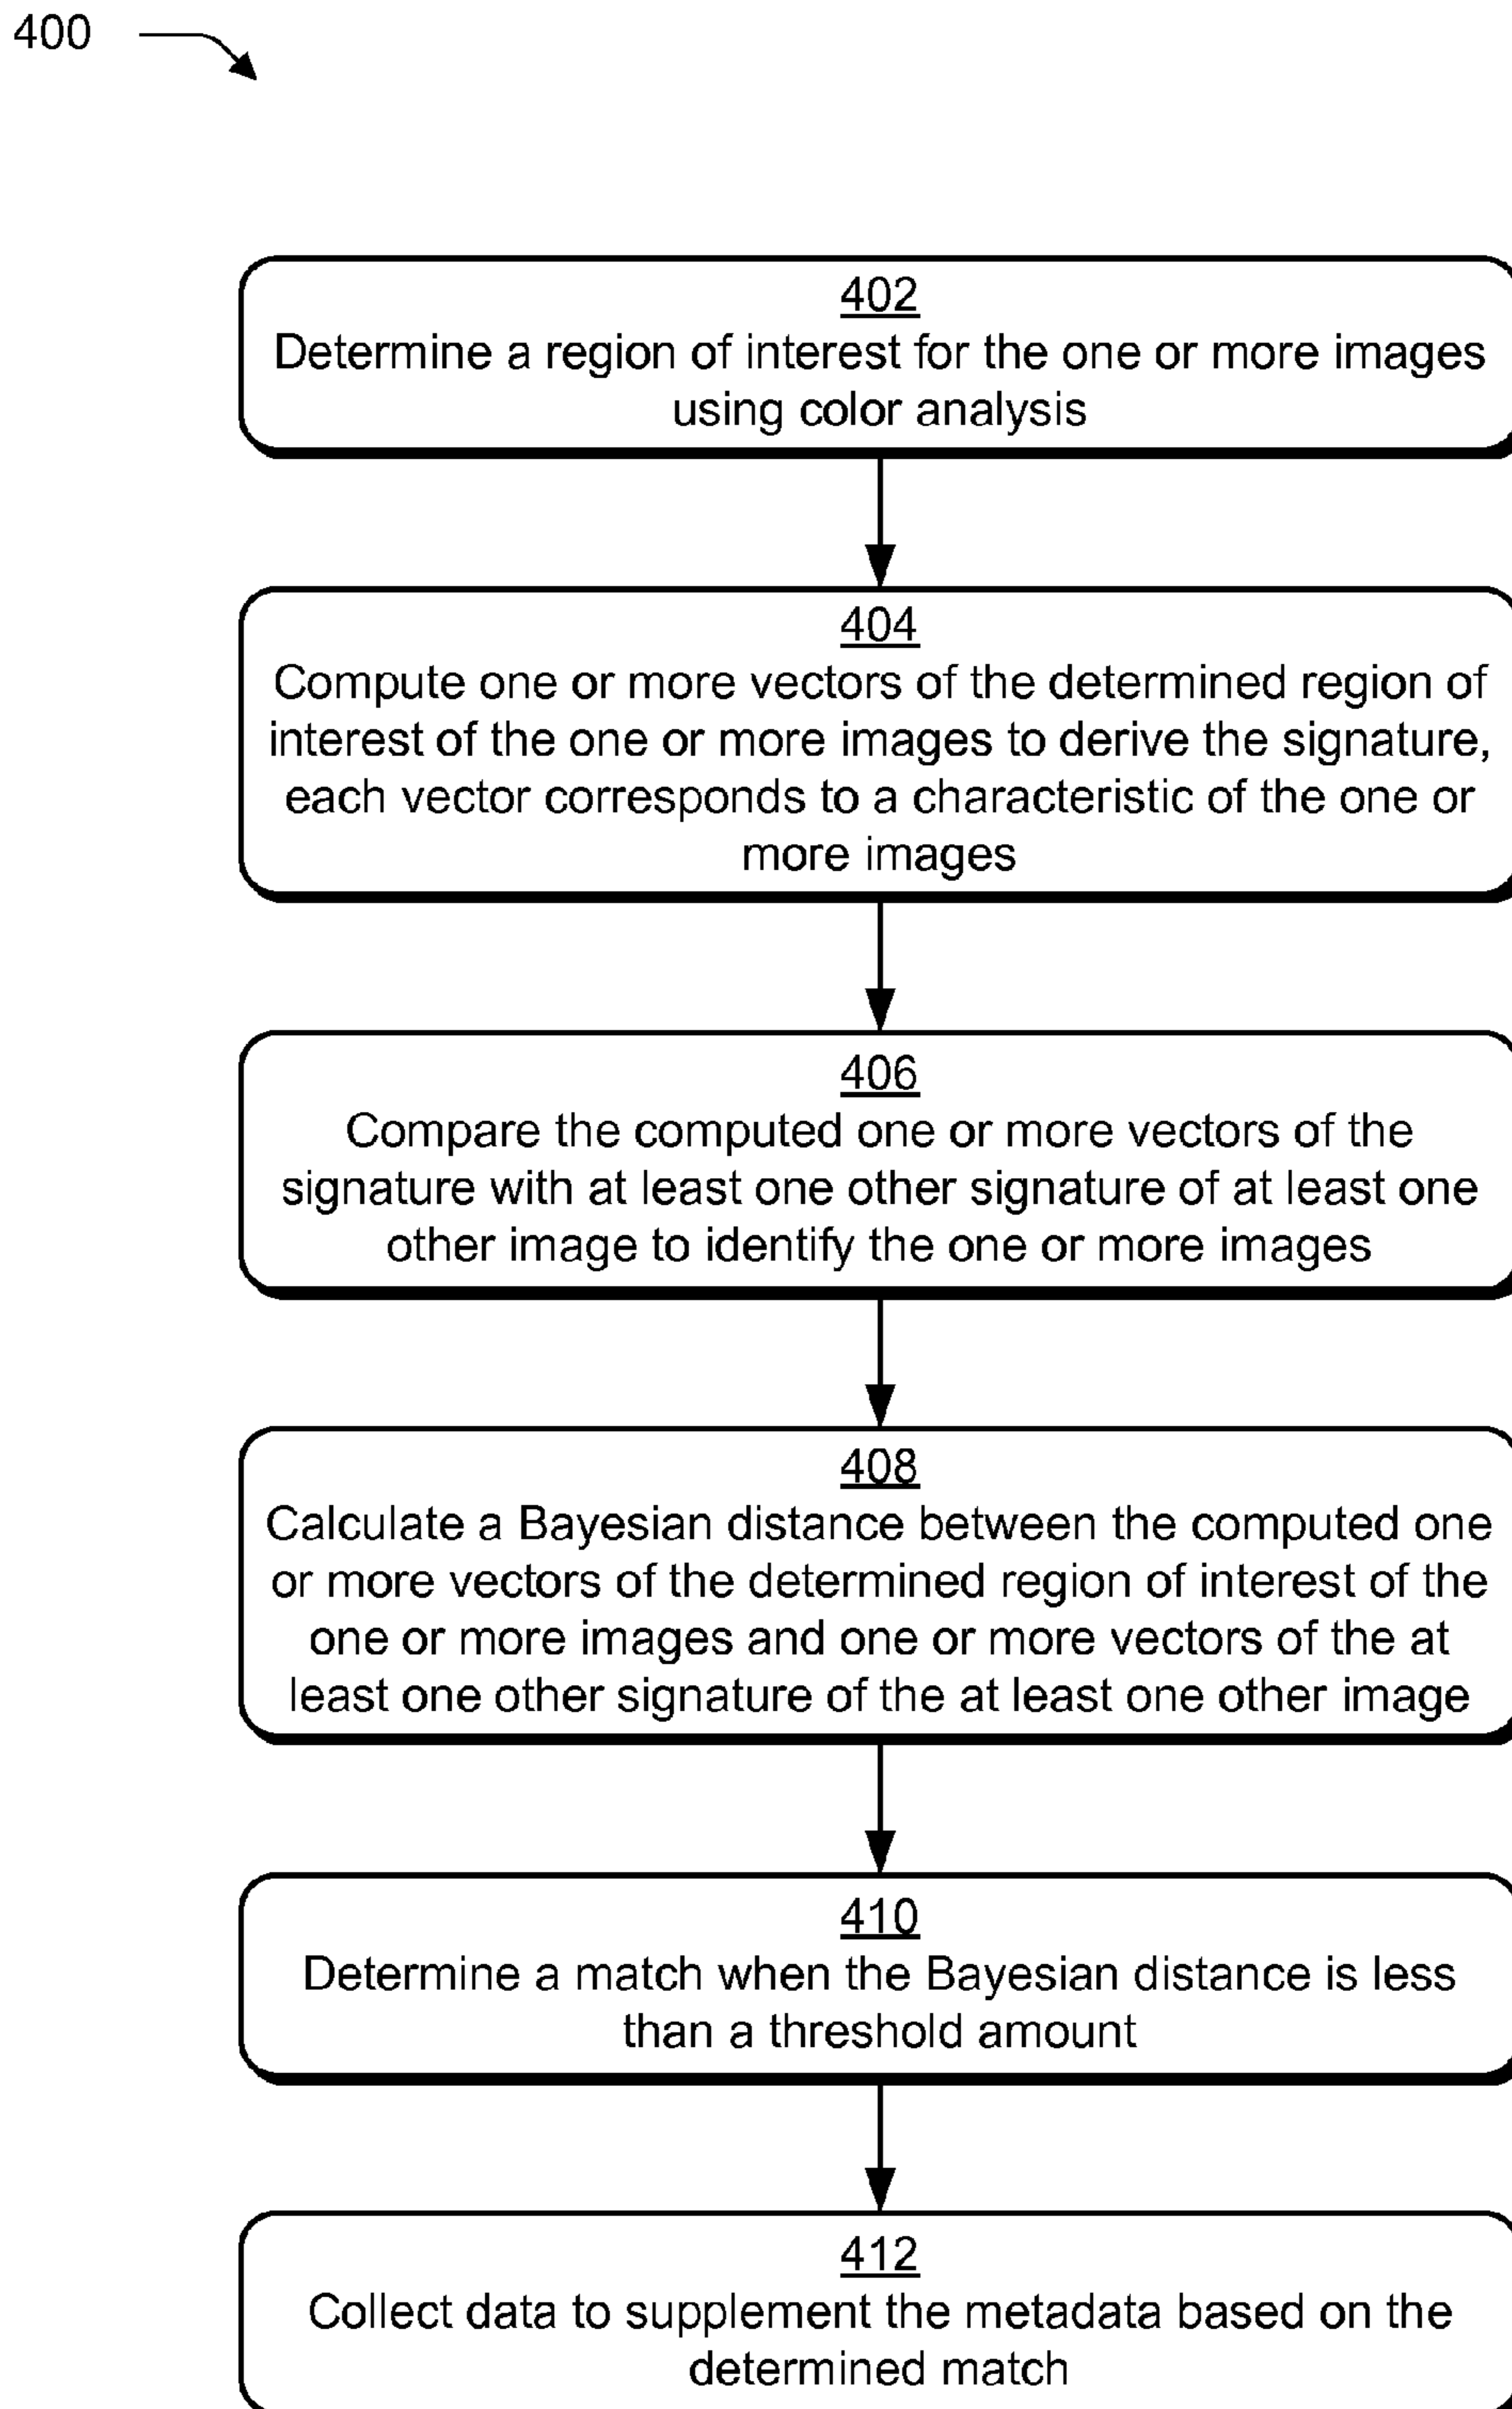 400
402
Determine a region of interest for the one or more images
using color analysis
404
Compute one or more vectors of the determined region of
interest of the one or more images to derive the signature,
each vector corresponds to a characteristic of the one or
more images
406
Compare the computed one or more vectors of the
signature with at least one other signature of at least one
other image to identify the one or more images
408
Calculate a Bayesian distance between the computed one
or more vectors of the determined region of interest of the
one or more images and one or more vectors of the at
least one other signature of the at least one other image
410
Determine a match when the Bayesian distance is less
than a threshold amount
412
Collect data to supplement the metadata based on the
determined match